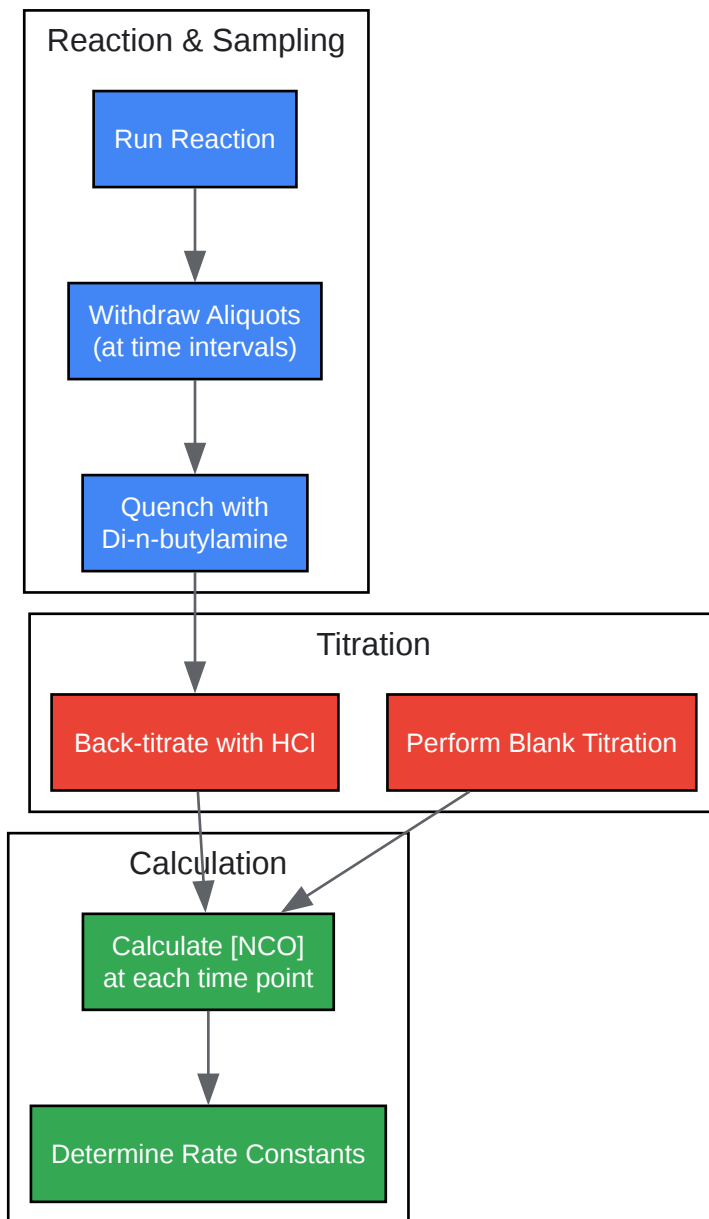 Reaction & Sampling
Run Reaction
Withdraw Aliquots
(at time intervals)
Quench with
Di-n-butylamine
Titration
Back-titrate with HCl
Perform Blank Titration
Calculation
Calculate [NCO]
at each time point
Determine Rate Constants